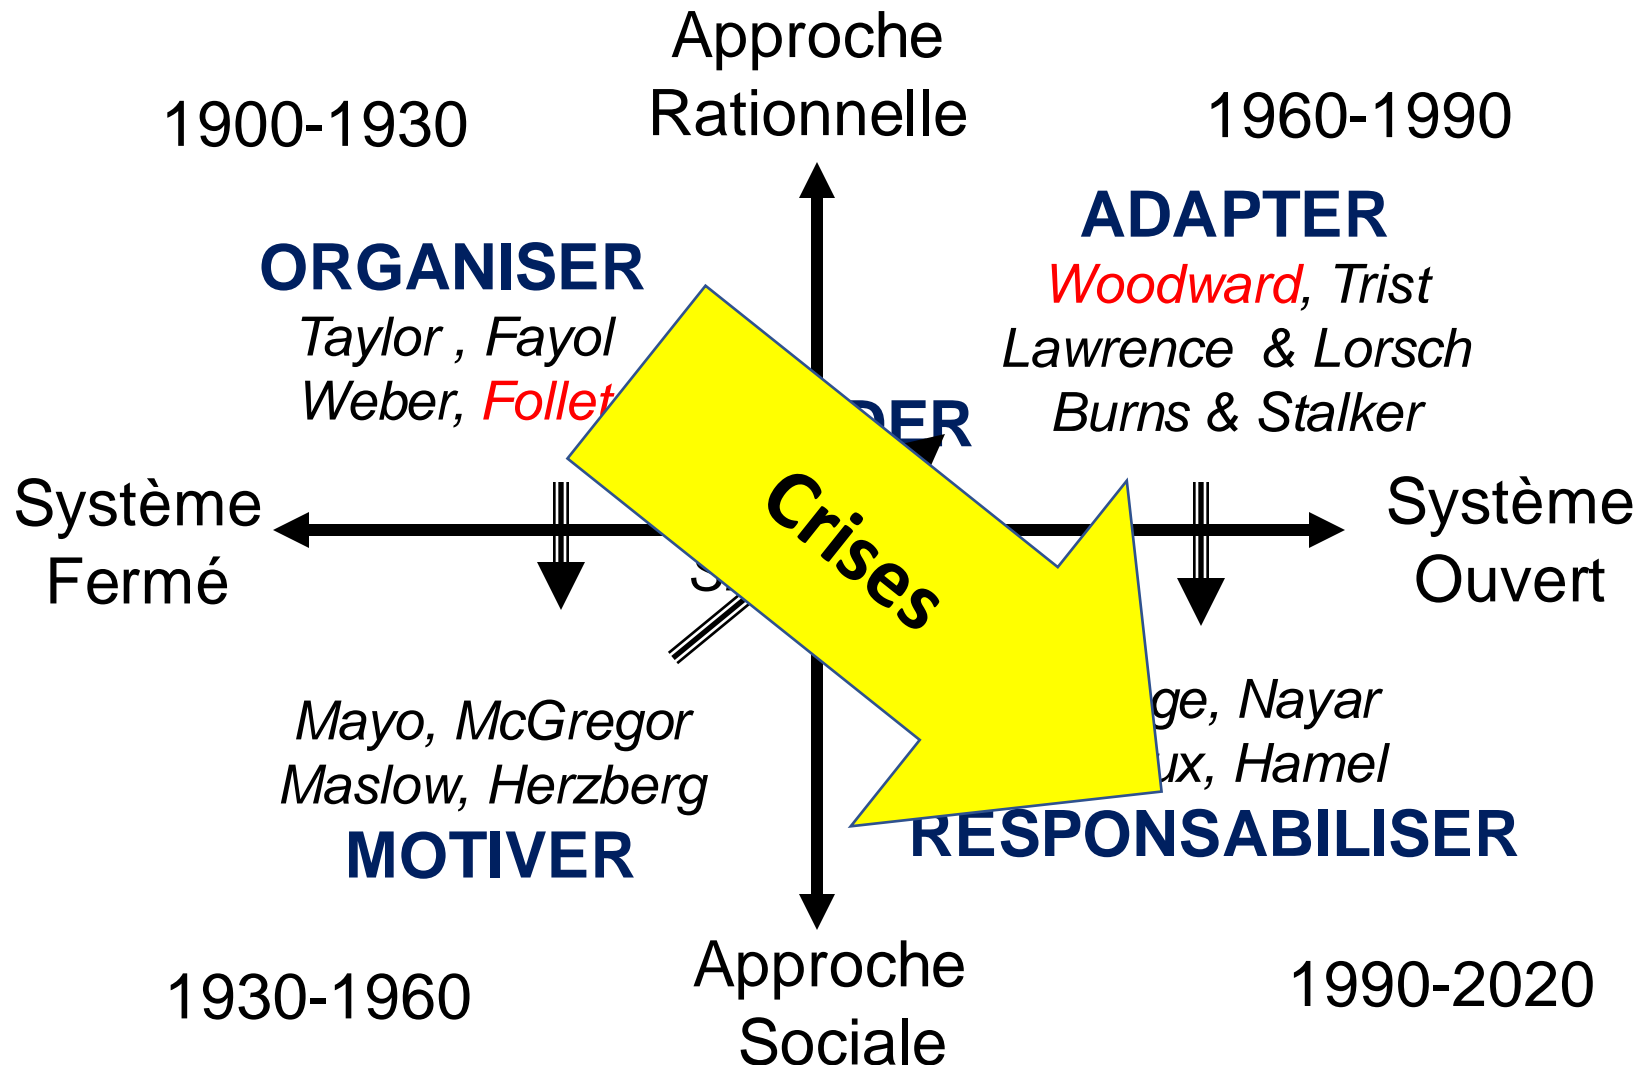 Approche
Rationnelle
1900-1930
1960-1990
ORGANISER
Taylor , Fayol
Weber, Follet
ADAPTER
Woodward, Trist
Lawrence & Lorsch
Burns & Stalker
Système
Fermé
Crises
Système
Ouvert
Mayo, McGregor
Maslow, Herzberg
MOTIVER
Nayar
Hamel
RESPONSABILISER
1930-1960
Approche
Sociale
1990-2020